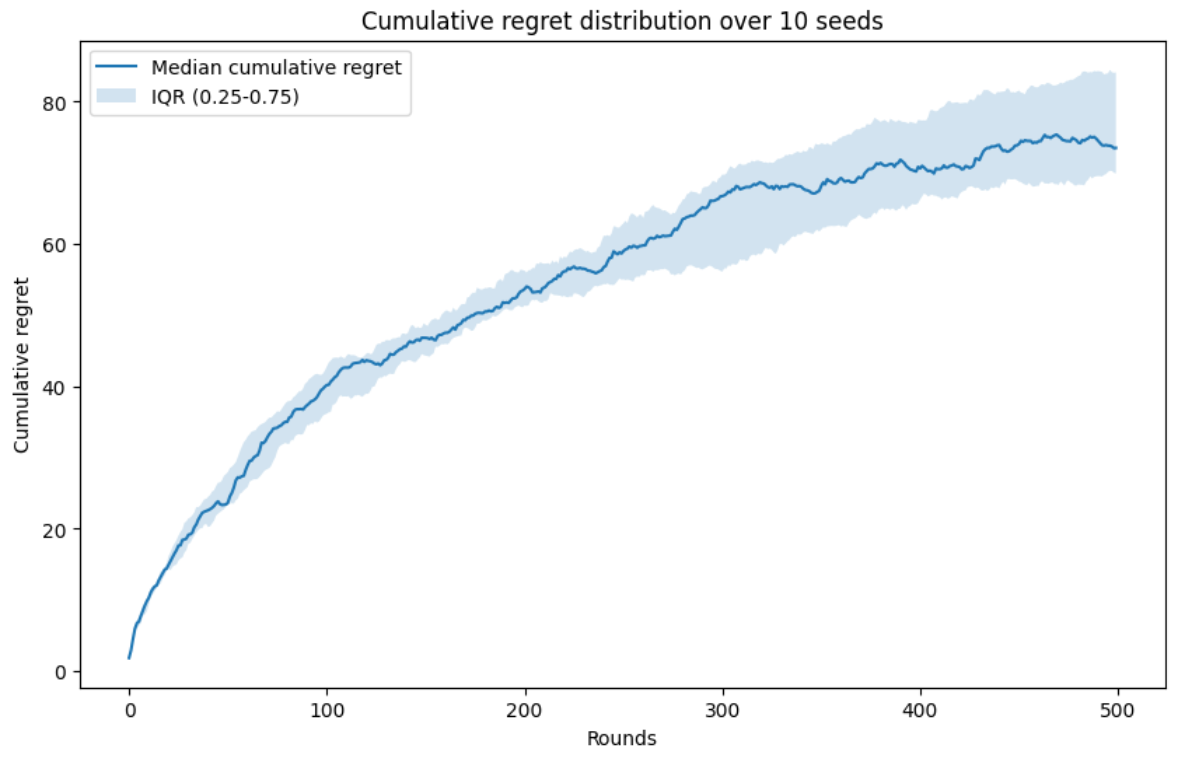 Cumulative regret distribution over 10 seeds
Median cumulative regret
IQR (0.25-0.75)
80
60
40
20
0
Cumulative regret
0 100 200 300 400 500
Rounds